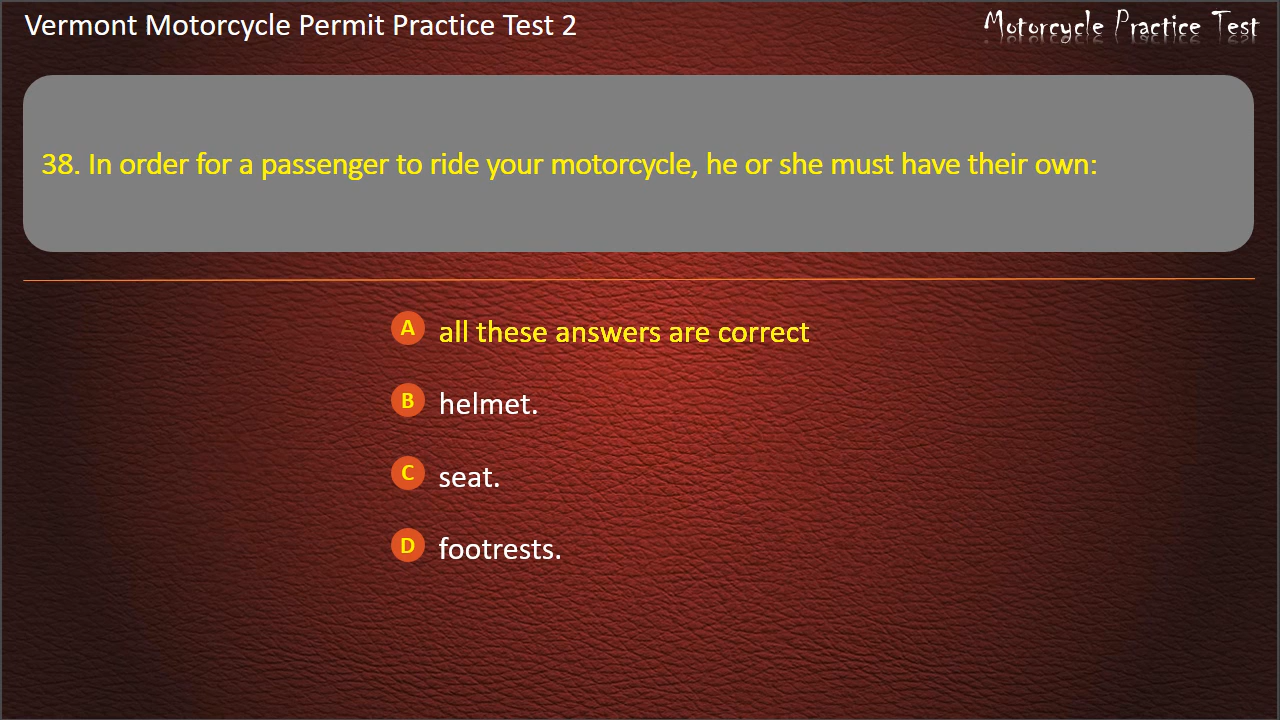 Vermont Motorcycle Permit Practice Test 2
Motorcycle Practice Test
38. In order for a passenger to ride your motorcycle, he or she must have their own:
A all these answers are correct
B helmet.
C seat.
D footrests.